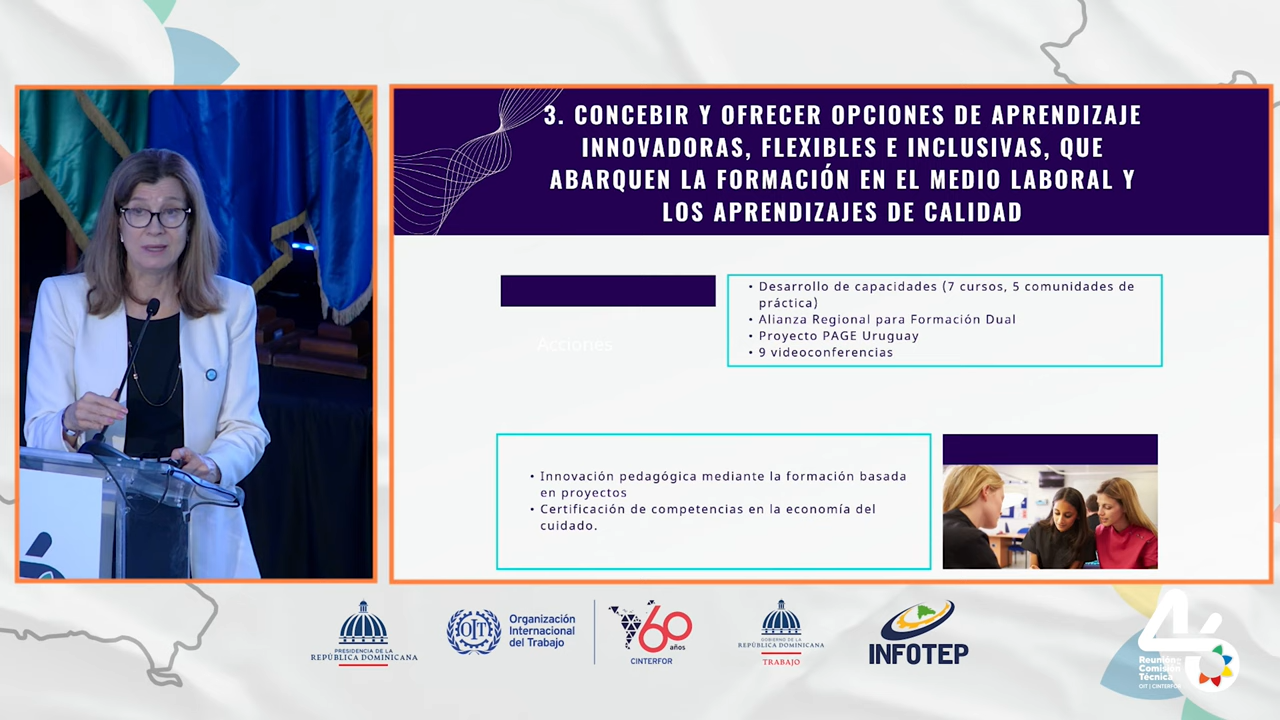 3. CONCEBIR Y OFRECER OPCIONES DE APRENDIZAJE
INNOVADORAS, FLEXIBLES E INCLUSIVAS, QUE
ABARQUEN LA FORMACIÓN EN EL MEDIO LABORAL Y
LOS APRENDIZAJES DE CALIDAD
• Desarrollo de capacidades (7 cursos, 5 comunidades de
práctica)
• Alianza Regional para Formación Dual
• Proyecto PAGE Uruguay
• 9 videoconferencias
Acciones
• Innovación pedagógica mediante la formación basada
en proyectos
• Certificación de competencias en la economía del
cuidado.
PRESIDENCIA DE LA
REPÚBLICA DOMINICANA
OIT
Organización
Internacional
del Trabajo
60
años
CINTERFOR
GOBIERNO DE LA
REPÚBLICA DOMINICANA
TRABAJO
INFOTEP
46
Reunión
Comisión
Técnica
OIT | CINTERFOR